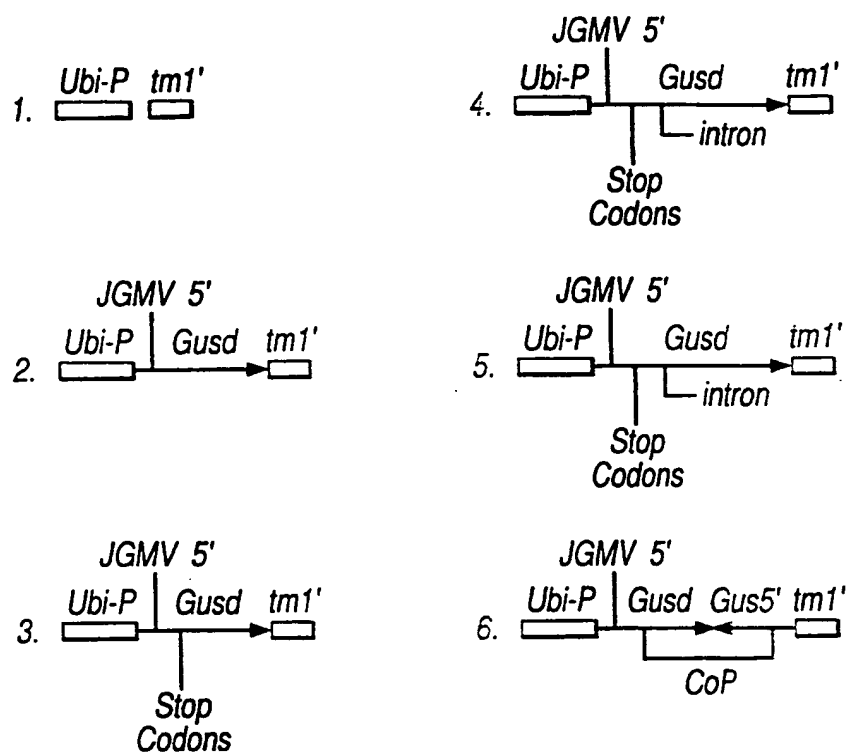 1. Ubi-P tm1'
2. Ubi-P JGMV 5' Gusd tm1'
3. Ubi-P JGMV 5' Gusd tm1'
Stop
Codons
4. Ubi-P JGMV 5' Gusd tm1'
intron
Stop
Codons
5. Ubi-P JGMV 5' Gusd tm1'
intron
Stop
Codons
6. Ubi-P JGMV 5' Gusd Gus5' tm1'
CoP